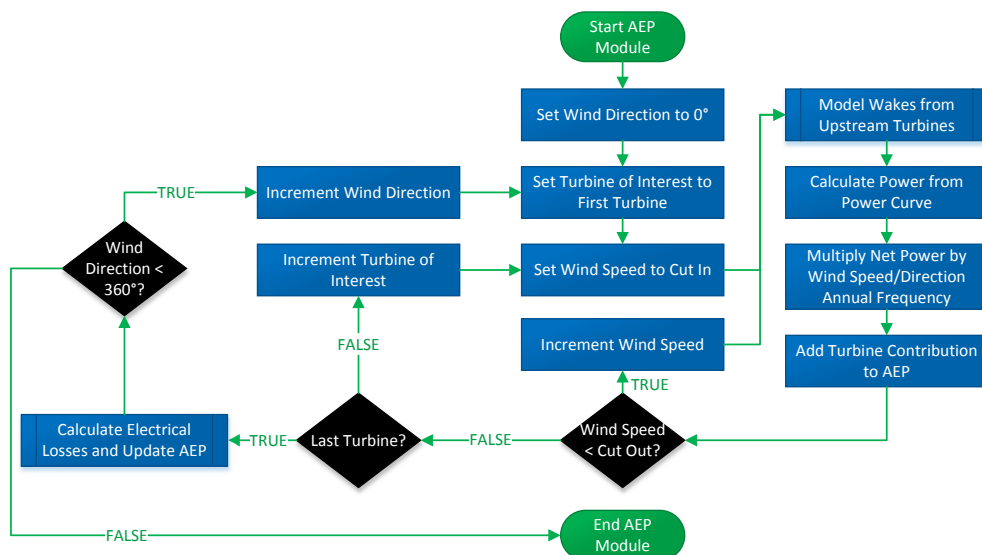 Start AEP
Module
Set Wind Direction to 0°
Model Wakes from
Upstream Turbines
TRUE
Increment Wind Direction
Set Turbine of Interest to
First Turbine
Calculate Power from
Power Curve
Wind
Direction <
360°?
Increment Turbine of
Interest
Set Wind Speed to Cut In
Multiply Net Power by
Wind Speed/Direction
Annual Frequency
FALSE
Increment Wind Speed
Add Turbine Contribution
to AEP
TRUE
Calculate Electrical
Losses and Update AEP
TRUE
Last Turbine?
FALSE
Wind Speed
< Cut Out?
FALSE
End AEP
Module